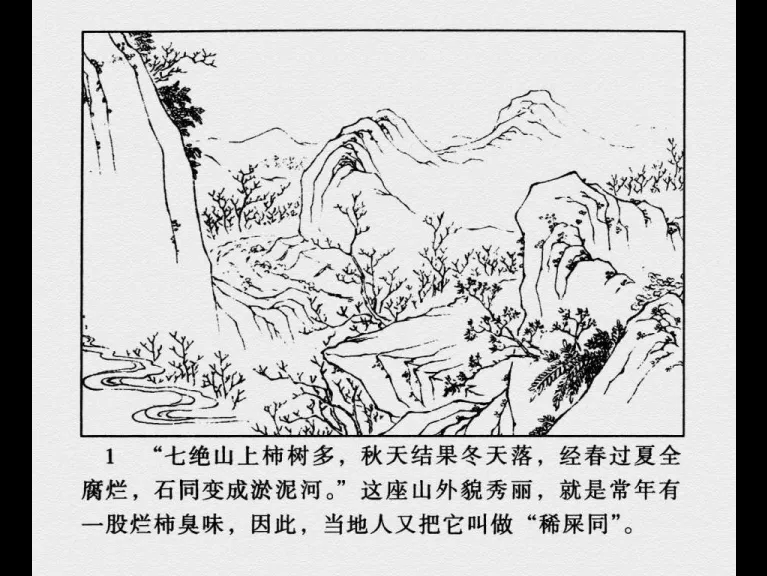 1 “七绝山上柿树多，秋天结果冬天落，经春过夏全
腐烂，石同变成淤泥河。”这座山外貌秀丽，就是常年有
一股烂柿臭味，因此，当地人又把它叫做“稀屎同”。